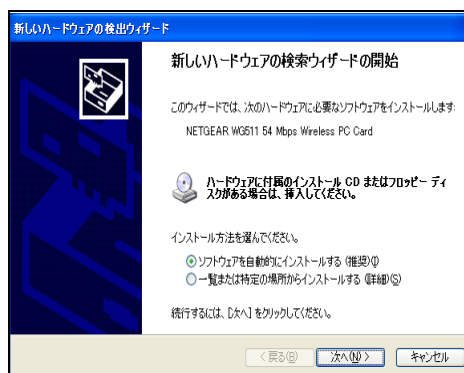 新しいハードウェアの検出ウィザード
新しいハードウェアの検索ウィザードの開始
このウィザードでは、次のハードウェアに必要なソフトウェアをインストールします:
NETGEAR WG511 54 Mbps Wireless PC Card
ハードウェアに付属のインストール CD またはフロッピー ディ
スクがある場合は、挿入してください。
インストール方法を選んでください。
ソフトウェアを自動的にインストールする (推奨)(I)
一覧または特定の場所からインストールする (詳細)(S)
続行するには、[次へ] をクリックしてください。
< 戻る(B) 次へ(N) > キャンセル